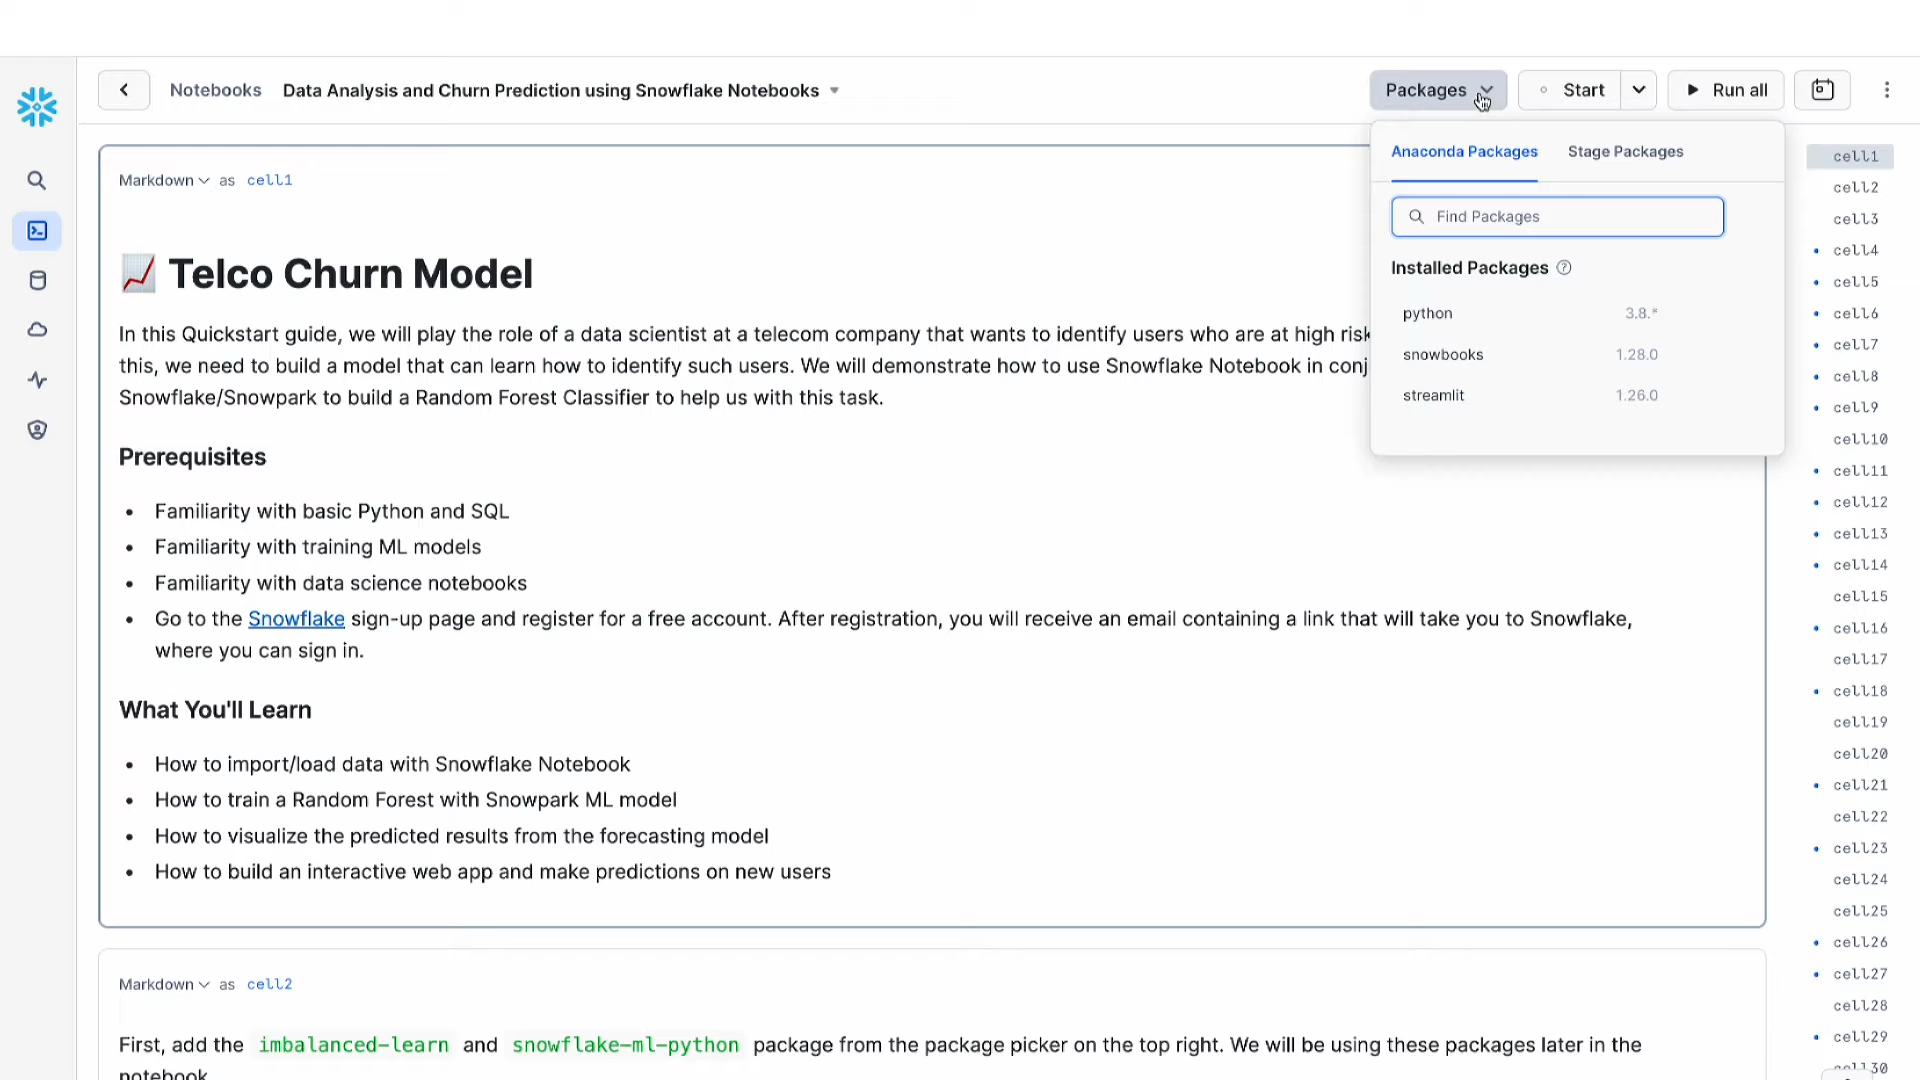 Notebooks Data Analysis and Churn Prediction using Snowflake Notebooks
Packages
Start
Run all
Anaconda Packages
Stage Packages
Find Packages
Installed Packages
python 3.8.*
snowbooks 1.28.0
streamlit 1.26.0
Markdown as cell1
Telco Churn Model
In this Quickstart guide, we will play the role of a data scientist at a telecom company that wants to identify users who are at high risk
this, we need to build a model that can learn how to identify such users. We will demonstrate how to use Snowflake Notebook in conj
Snowflake/Snowpark to build a Random Forest Classifier to help us with this task.
Prerequisites
• Familiarity with basic Python and SQL
• Familiarity with training ML models
• Familiarity with data science notebooks
• Go to the Snowflake sign-up page and register for a free account. After registration, you will receive an email containing a link that will take you to Snowflake,
where you can sign in.
What You'll Learn
• How to import/load data with Snowflake Notebook
• How to train a Random Forest with Snowpark ML model
• How to visualize the predicted results from the forecasting model
• How to build an interactive web app and make predictions on new users
Markdown as cell2
First, add the imbalanced-learn and snowflake-ml-python package from the package picker on the top right. We will be using these packages later in the
notebook
cell1
cell2
cell3
cell4
cell5
cell6
cell7
cell8
cell9
cell10
cell11
cell12
cell13
cell14
cell15
cell16
cell17
cell18
cell19
cell20
cell21
cell22
cell23
cell24
cell25
cell26
cell27
cell28
cell29
cell30